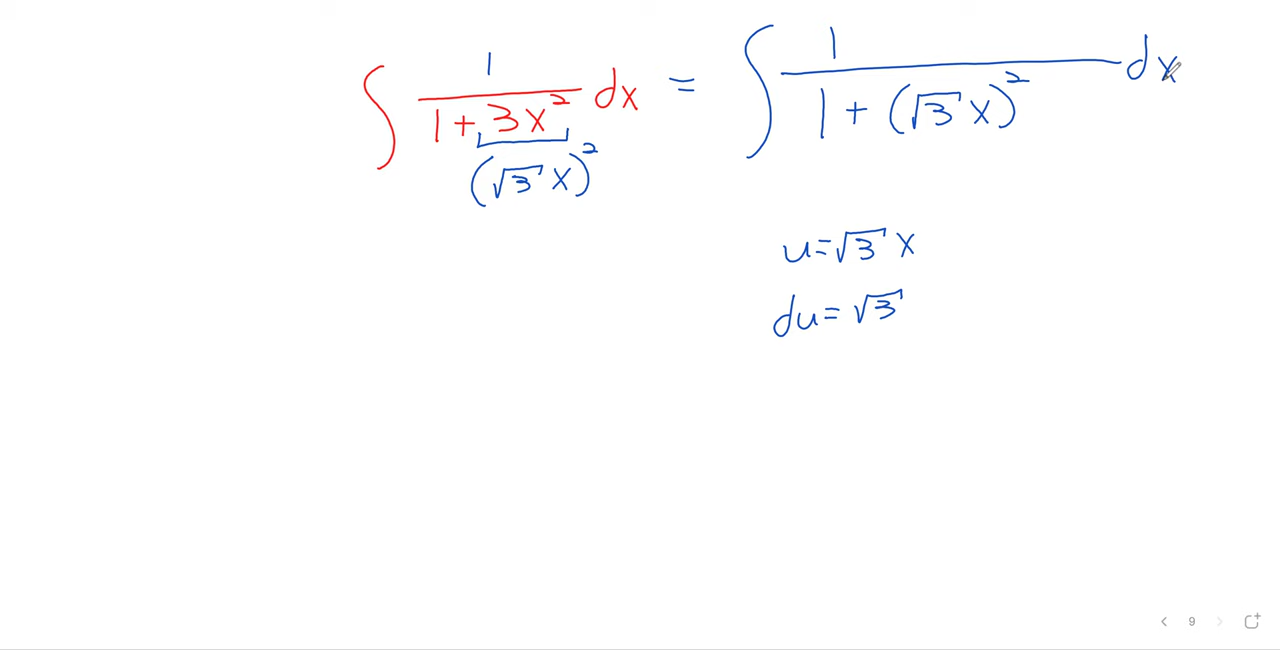 ∫ 1/(1 + 3x²) dx = ∫ 1/(1 + (√3 x)²) dx
(√3 x)²
u = √3 x
du = √3
9